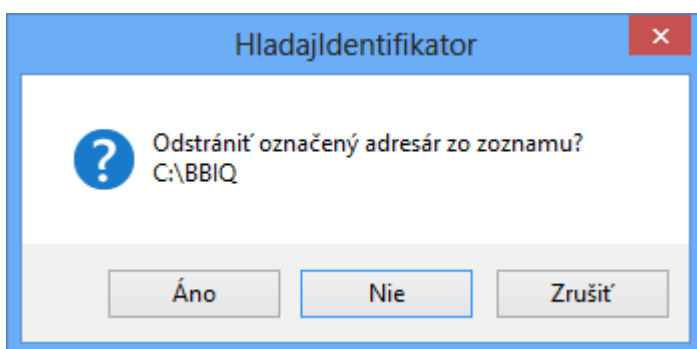 HladajIdentifikator
Odstrániť označený adresár zo zoznamu?
C:\BBIQ
Áno
Nie
Zrušiť